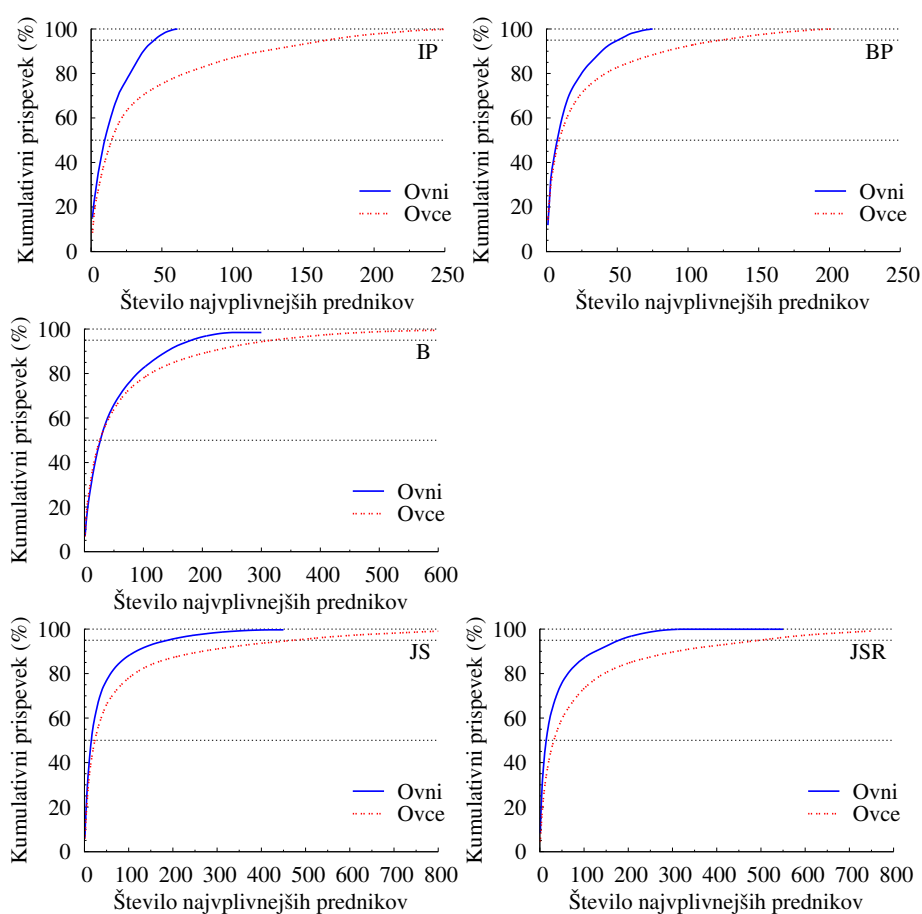 Kumulativni prispevek (%)
100
80
60
40
20
0
IP
Ovni
Ovce
0 50 100 150 200 250
Število najvplivnejših prednikov
Kumulativni prispevek (%)
100
80
60
40
20
0
BP
Ovni
Ovce
0 50 100 150 200 250
Število najvplivnejših prednikov
Kumulativni prispevek (%)
100
80
60
40
20
0
B
Ovni
Ovce
0 100 200 300 400 500 600
Število najvplivnejših prednikov
Kumulativni prispevek (%)
100
80
60
40
20
0
JS
Ovni
Ovce
0 100 200 300 400 500 600 700 800
Število najvplivnejših prednikov
Kumulativni prispevek (%)
100
80
60
40
20
0
JSR
Ovni
Ovce
0 100 200 300 400 500 600 700 800
Število najvplivnejših prednikov